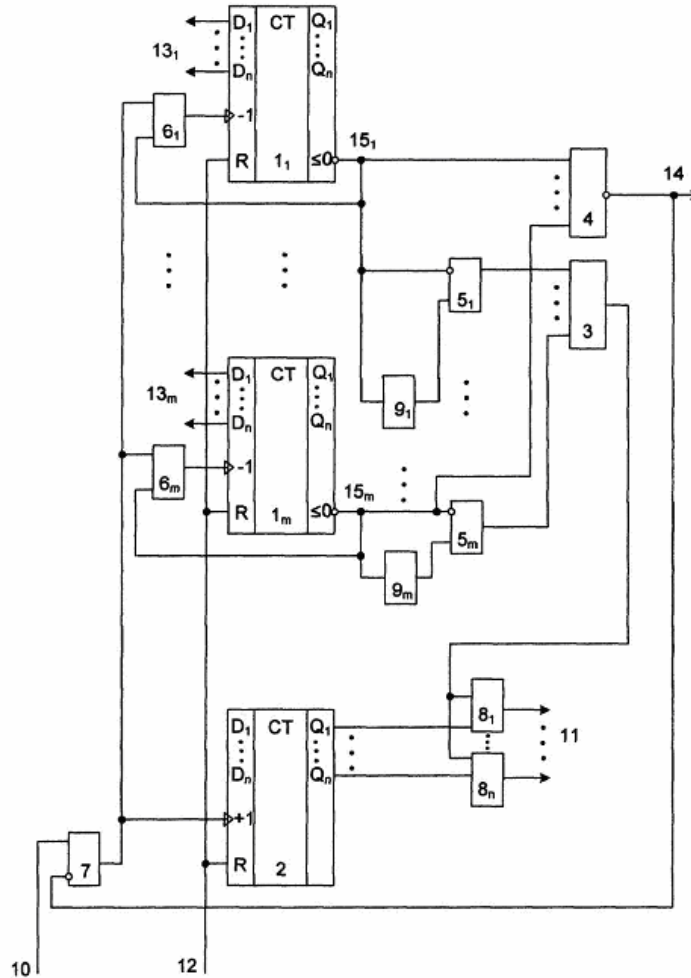 D₁ CT Q₁
13₁
Dₙ Qₙ
6₁ -1
R 1₁ ≤0 15₁ 14
4
5₁
3
D₁ CT Q₁
13ₘ 9₁
Dₙ Qₙ
6ₘ -1
R 1ₘ ≤0 15ₘ
5ₘ
9ₘ
8₁
D₁ CT Q₁ 11
Dₙ Qₙ 8ₙ
+1
7 R 2
10 12